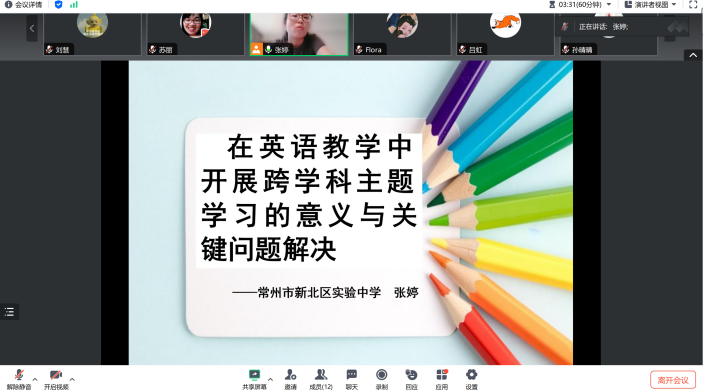 会议详情
03:31(60分钟)
演讲者视图
刘慧
苏丽
张婷
Flora
吕虹
孙晴晴
正在讲话: 张婷;
在英语教学中
开展跨学科主题
学习的意义与关
键问题解决
——常州市新北区实验中学 张婷
解除静音
开启视频
共享屏幕
邀请
成员(12)
聊天
录制
回应
应用
设置
离开会议